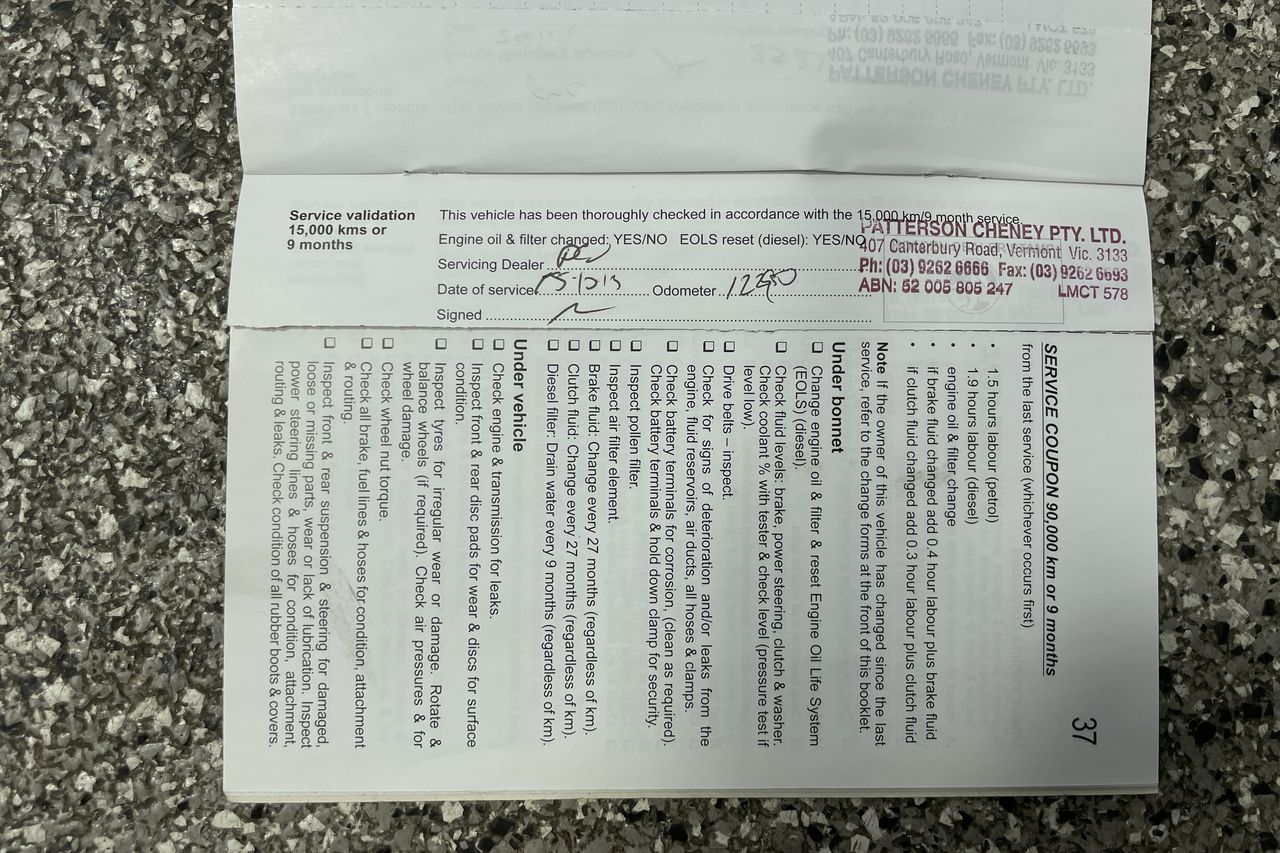 Service validation
15,000 kms or
9 months
This vehicle has been thoroughly checked in accordance with the 15,000 km/9 month service.
Engine oil & filter changed: YES/NO EOLS reset (diesel): YES/NO
Servicing Dealer
Date of service
Odometer
Signed
PATTERSON CHENEY PTY. LTD.
407 Canterbury Road, Vermont Vic. 3133
Ph: (03) 9262 6666 Fax: (03) 9262 6693
ABN: 52 005 805 247 LMCT 578
37
SERVICE COUPON 90,000 km or 9 months
from the last service (whichever occurs first)
• 1.5 hours labour (petrol)
• 1.9 hours labour (diesel)
• engine oil & filter change
• if brake fluid changed add 0.4 hour labour plus brake fluid
• if clutch fluid changed add 0.3 hour labour plus clutch fluid
Note If the owner of this vehicle has changed since the last
service, refer to the change forms at the front of this booklet.
Under bonnet
❑ Change engine oil & filter & reset Engine Oil Life System
(EOLS) (diesel).
❑ Check fluid levels: brake, power steering, clutch & washer.
Check coolant % with tester & check level (pressure test if
level low).
❑ Drive belts – inspect.
❑ Check for signs of deterioration and/or leaks from the
engine, fluid reservoirs, air ducts, all hoses & clamps.
❑ Check battery terminals for corrosion, (clean as required).
Check battery terminals & hold down clamp for security.
❑ Inspect pollen filter.
❑ Inspect air filter element.
❑ Brake fluid: Change every 27 months (regardless of km).
❑ Clutch fluid: Change every 27 months (regardless of km).
❑ Diesel filter: Drain water every 9 months (regardless of km).
Under vehicle
❑ Check engine & transmission for leaks.
❑ Inspect front & rear disc pads for wear & discs for surface
condition.
❑ Inspect tyres for irregular wear or damage. Rotate &
balance wheels (if required). Check air pressures & for
wheel damage.
❑ Check wheel nut torque.
❑ Check all brake, fuel lines & hoses for condition, attachment
& routing.
❑ Inspect front & rear suspension & steering for damaged,
loose or missing parts, wear or lack of lubrication. Inspect
power steering lines & hoses for condition, attachment,
routing & leaks. Check condition of all rubber boots & covers.